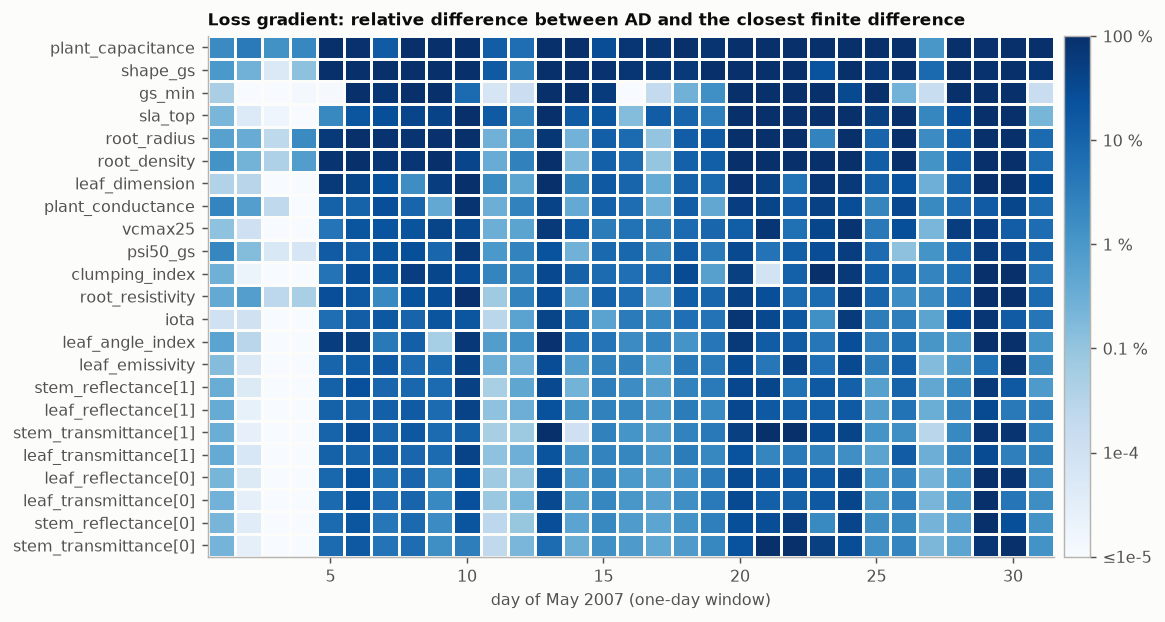 Loss gradient: relative difference between AD and the closest finite difference
plant_capacitance
shape_gs
gs_min
sla_top
root_radius
root_density
leaf_dimension
plant_conductance
vcmax25
psi50_gs
clumping_index
root_resistivity
iota
leaf_angle_index
leaf_emissivity
stem_reflectance[1]
leaf_reflectance[1]
stem_transmittance[1]
leaf_transmittance[1]
leaf_reflectance[0]
leaf_transmittance[0]
stem_reflectance[0]
stem_transmittance[0]
5 10 15 20 25 30
day of May 2007 (one-day window)
100 %
10 %
1 %
0.1 %
1e-4
≤1e-5